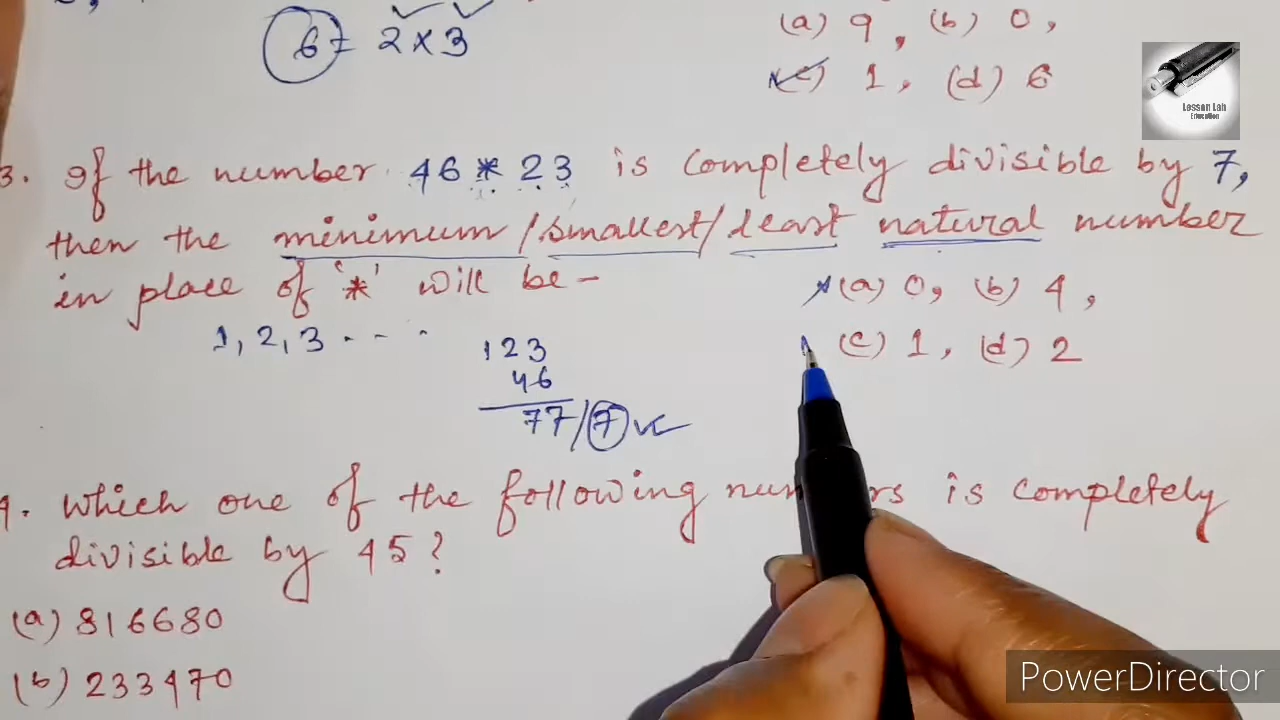 6 = 2 × 3
(a) 9, (b) 0,
(c) 1, (d) 6
Lessan Lab
Education
3. If the number 46 * 23 is completely divisible by 7,
then the minimum / smallest / least natural number
in place of '*' will be -
(a) 0, (b) 4,
(c) 1, (d) 2
1, 2, 3 - - -
123
46
77/7
4. Which one of the following numbers is completely
divisible by 45?
(a) 816680
(b) 233470
PowerDirector